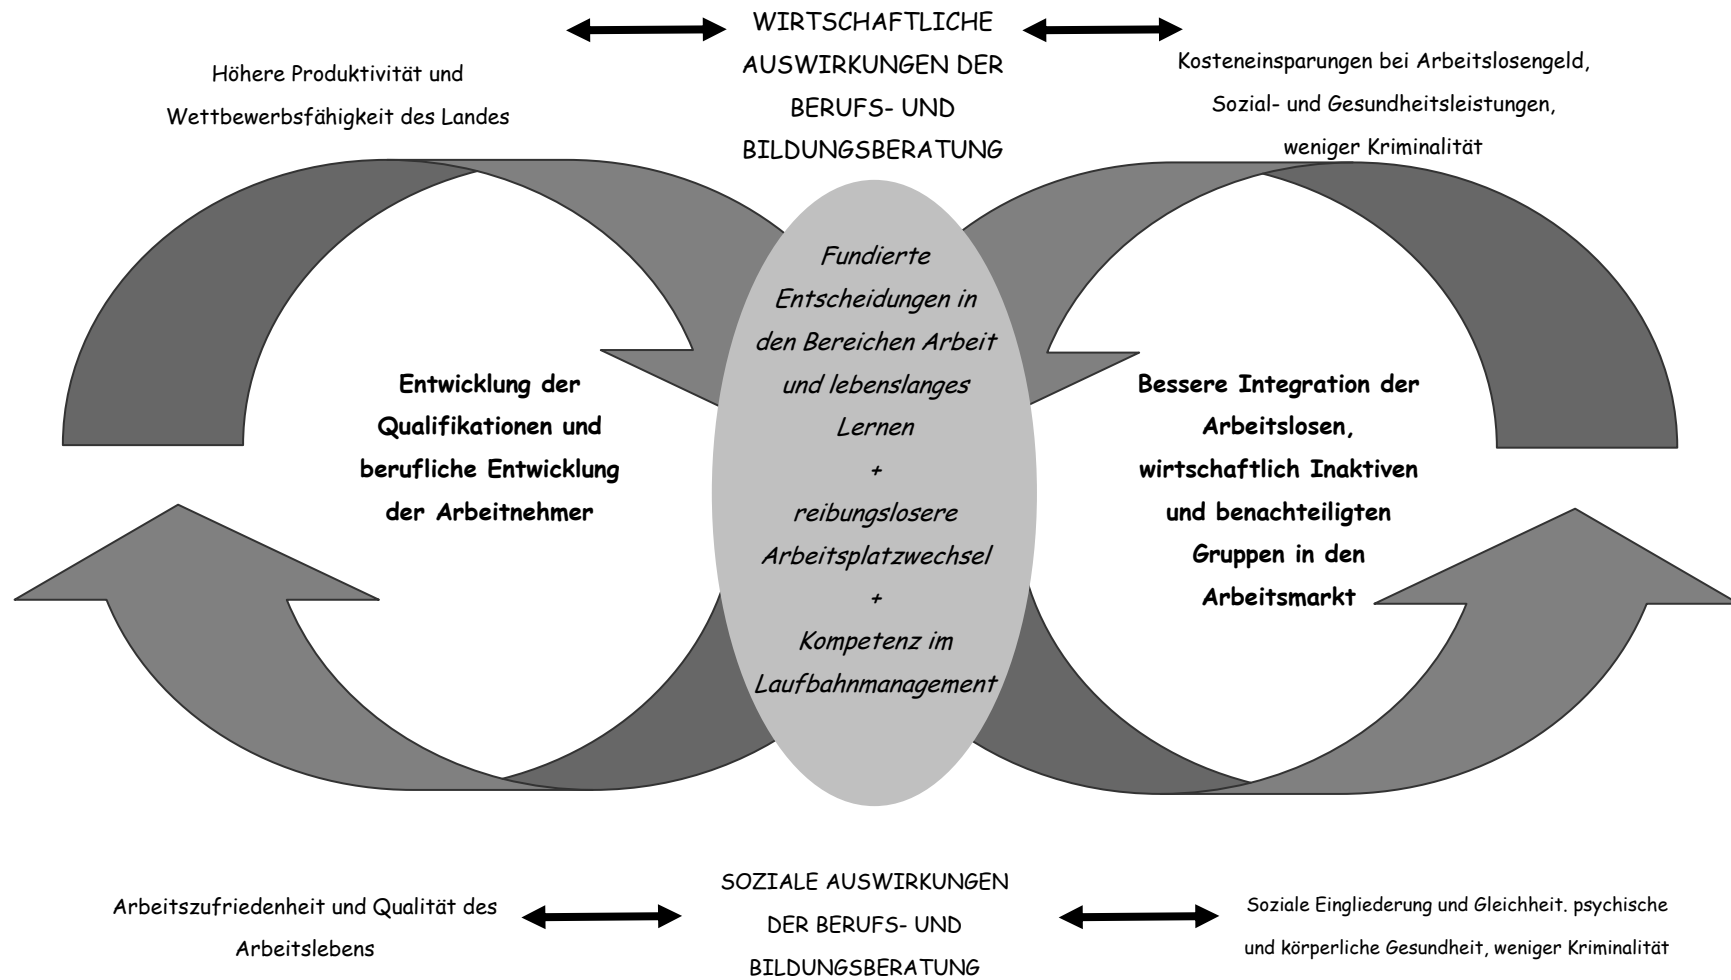 WIRTSCHAFTLICHE
AUSWIRKUNGEN DER
BERUFS- UND
BILDUNGSBERATUNG
Höhere Produktivität und
Wettbewerbsfähigkeit des Landes
Kosteneinsparungen bei Arbeitslosengeld,
Sozial- und Gesundheitsleistungen,
weniger Kriminalität
Entwicklung der
Qualifikationen und
berufliche Entwicklung
der Arbeitnehmer
Fundierte
Entscheidungen in
den Bereichen Arbeit
und lebenslanges
Lernen
+
reibungslosere
Arbeitsplatzwechsel
+
Kompetenz im
Laufbahnmanagement
Bessere Integration der
Arbeitslosen,
wirtschaftlich Inaktiven
und benachteiligten
Gruppen in den
Arbeitsmarkt
Arbeitszufriedenheit und Qualität des
Arbeitslebens
SOZIALE AUSWIRKUNGEN
DER BERUFS- UND
BILDUNGSBERATUNG
Soziale Eingliederung und Gleichheit. psychische
und körperliche Gesundheit, weniger Kriminalität